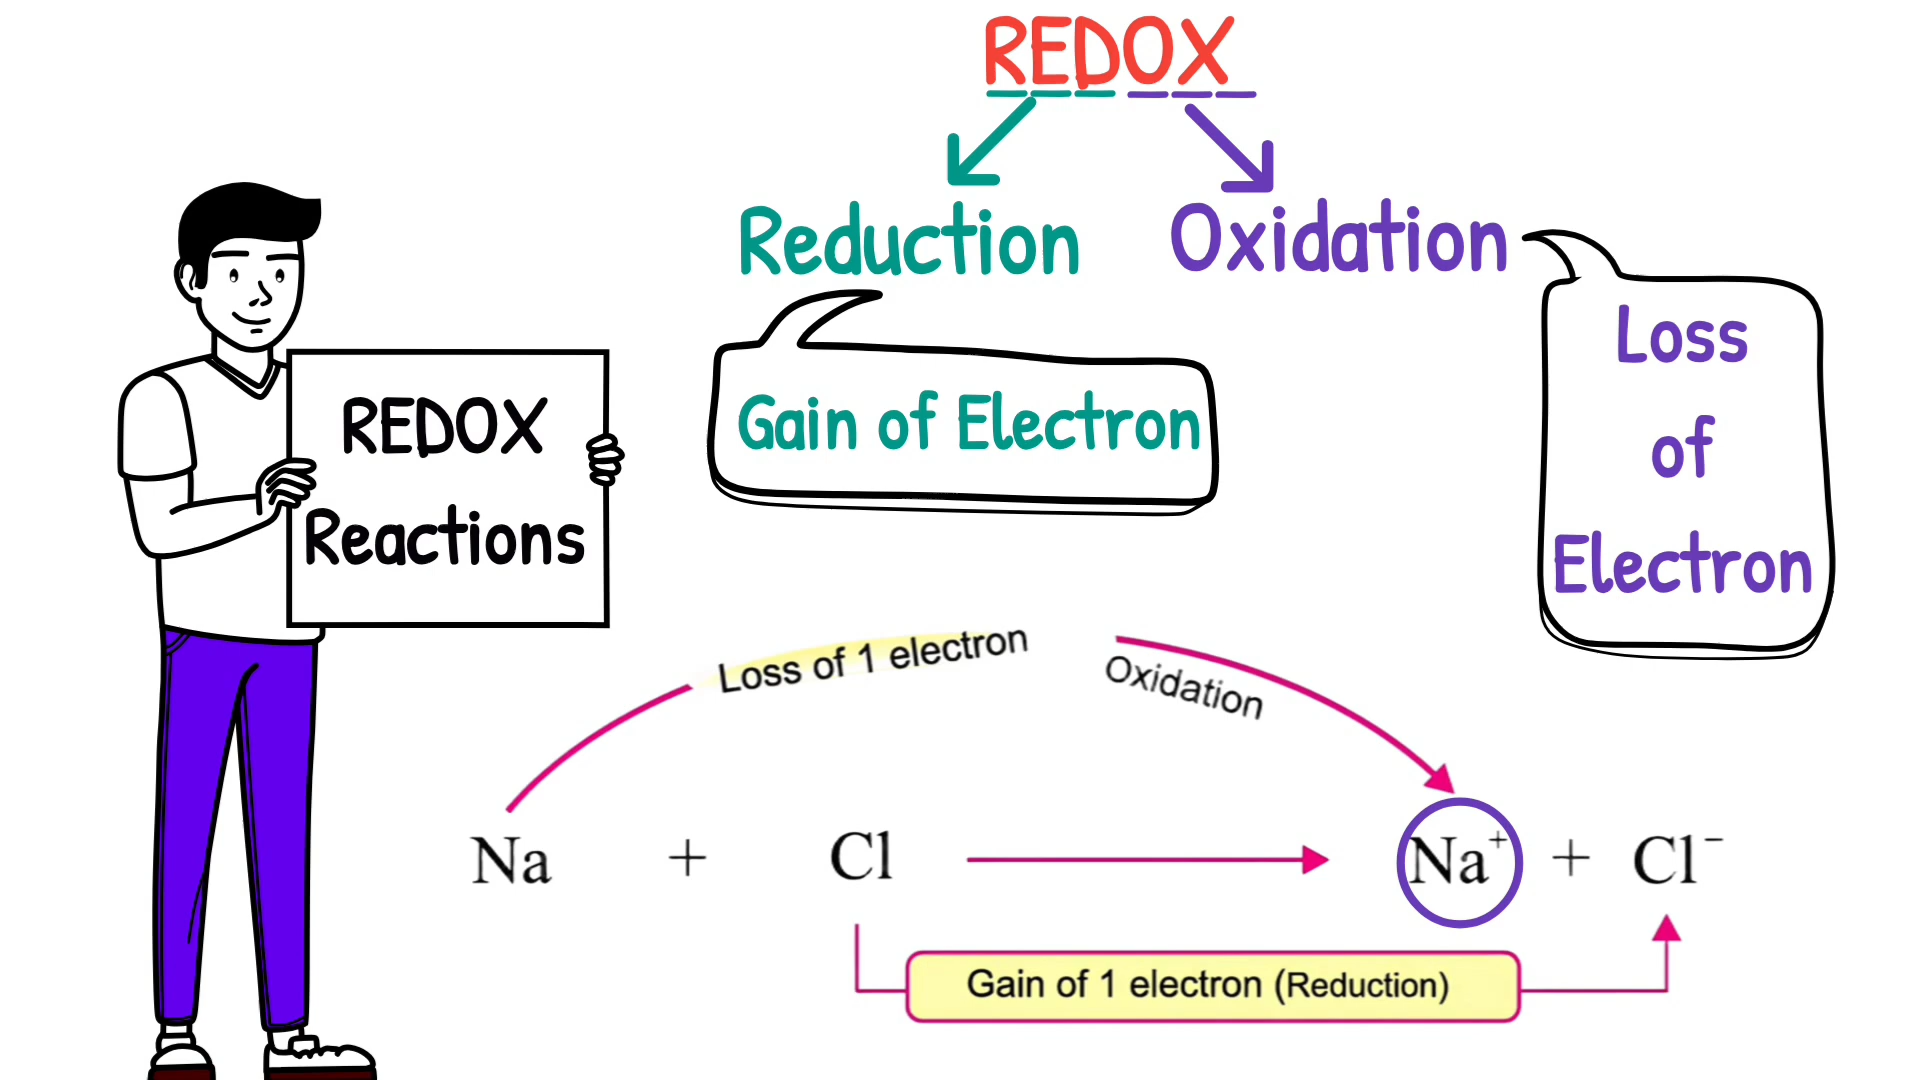 REDOX
Reduction
Oxidation
Gain of Electron
Loss
of
Electron
REDOX
Reactions
Loss of 1 electron
Oxidation
Na + Cl Na⁺ + Cl⁻
Gain of 1 electron (Reduction)